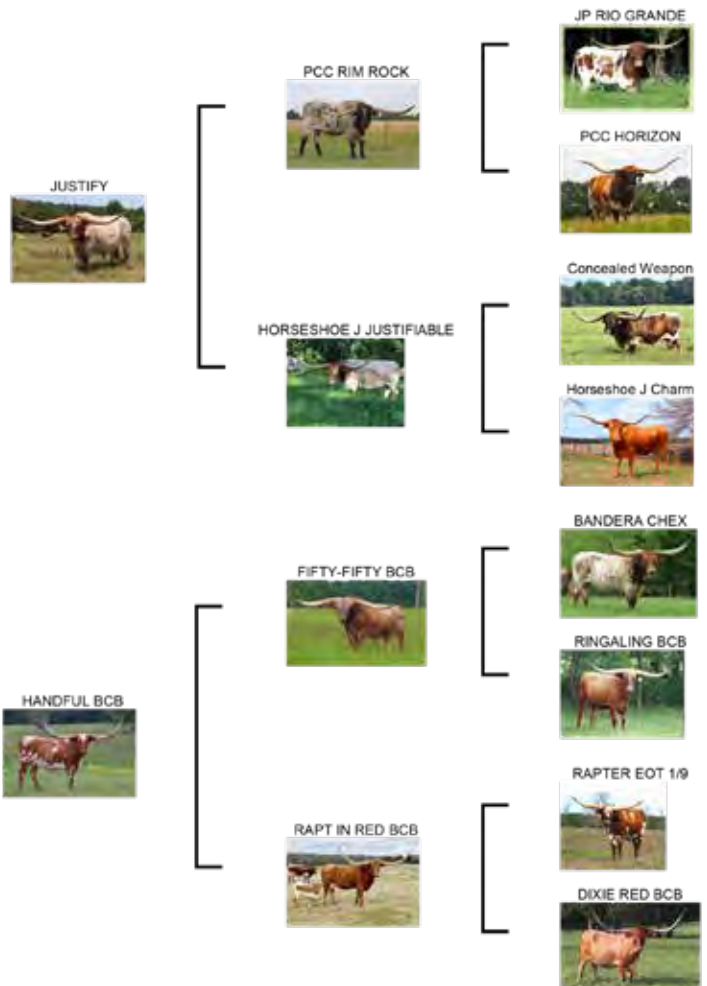 JP RIO GRANDE
PCC RIM ROCK
PCC HORIZON
JUSTIFY
Concealed Weapon
HORSESHOE J JUSTIFIABLE
Horseshoe J Charm
BANDERA CHEX
FIFTY-FIFTY BCB
RINGALING BCB
HANDFUL BCB
RAPTER EOT 1/9
RAPT IN RED BCB
DIXIE RED BCB